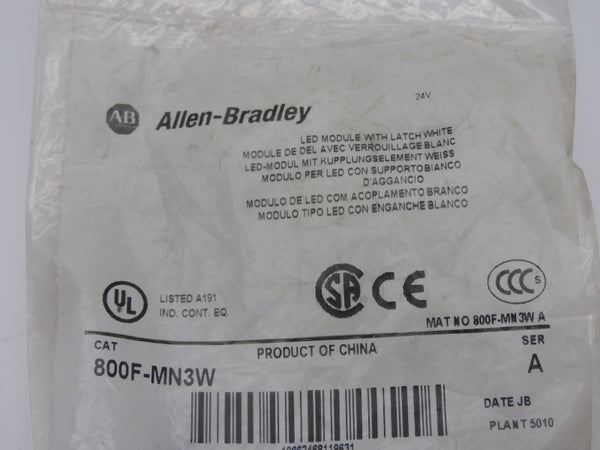 AB Allen-Bradley
24V
LED MODULE WITH LATCH WHITE
MODULE DE DEL AVEC VERROUILLAGE BLANC
LED-MODUL MIT KUPPLUNGSELEMENT WEISS
MODULO PER LED CON SUPPORTO BIANCO
D'AGGANCIO
MODULO DE LED COM ACOPLAMENTO BRANCO
MODULO TIPO LED CON ENGANCHE BLANCO
UL
LISTED A191
IND. CONT. EQ.
SA CE
CCC S
MAT NO 800F-MN3W A
CAT
PRODUCT OF CHINA
SER
800F-MN3W
A
DATE JB
PLANT 5010